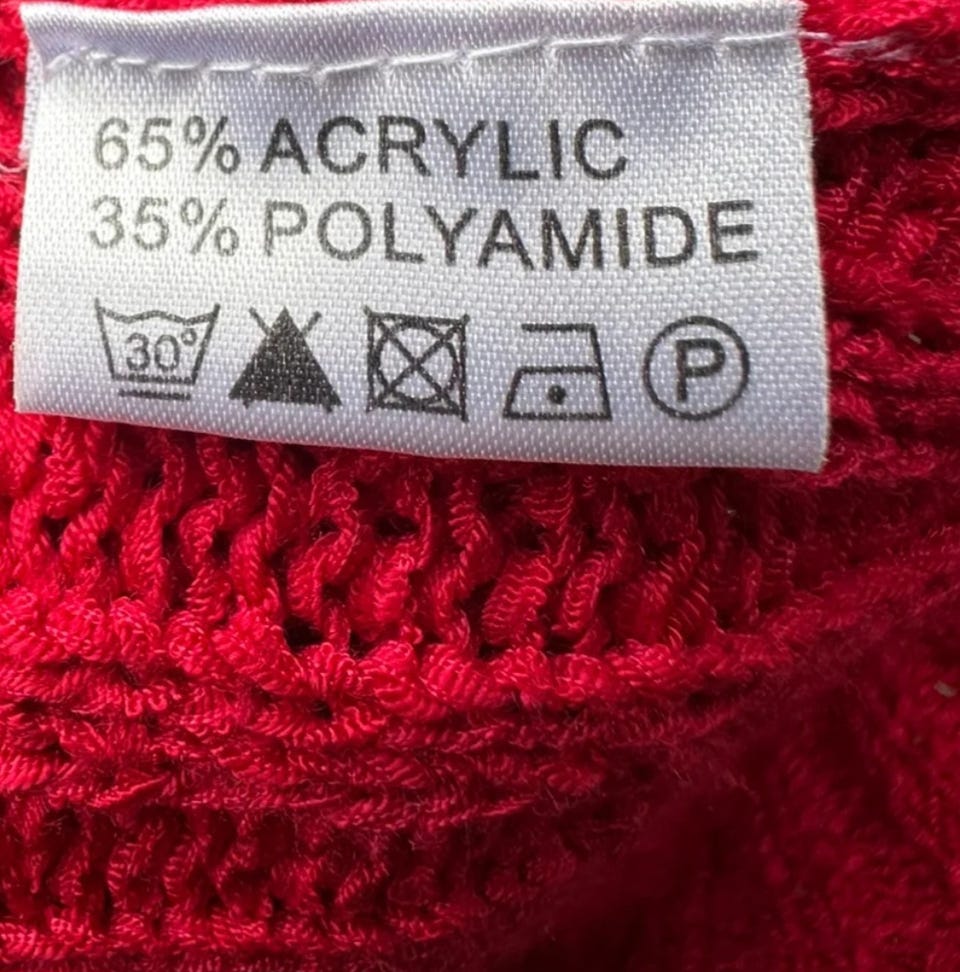 65% ACRYLIC
35% POLYAMIDE
30° P